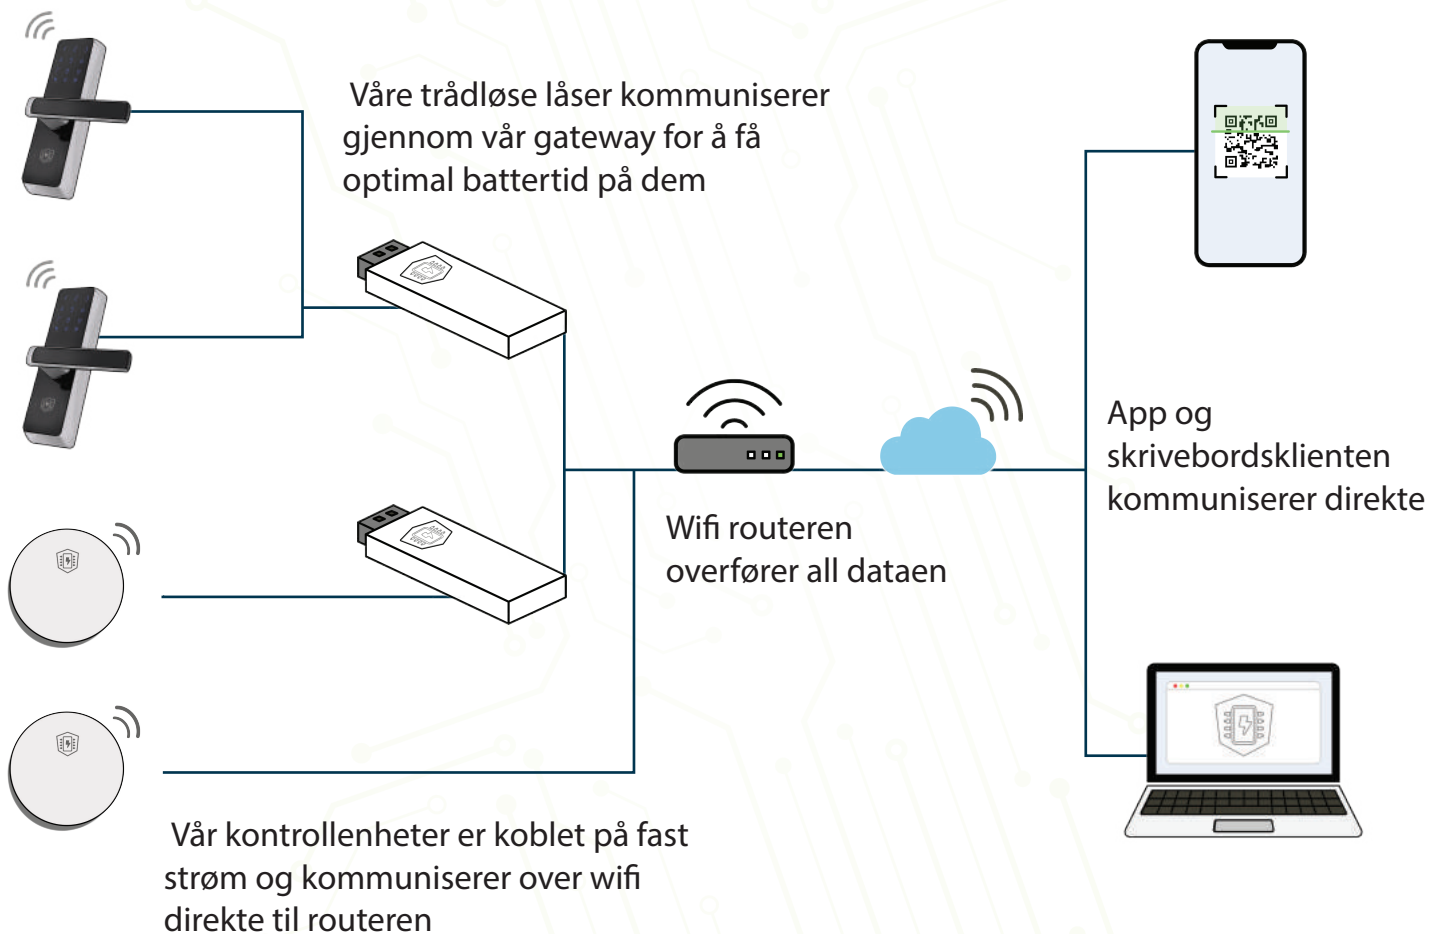 Våre trådløse låser kommuniserer
gjennom vår gateway for å få
optimal battertid på dem
App og
skrivebordsklienten
kommuniserer direkte
Wifi routeren
overfører all dataen
Vår kontrollenheter er koblet på fast
strøm og kommuniserer over wifi
direkte til routeren